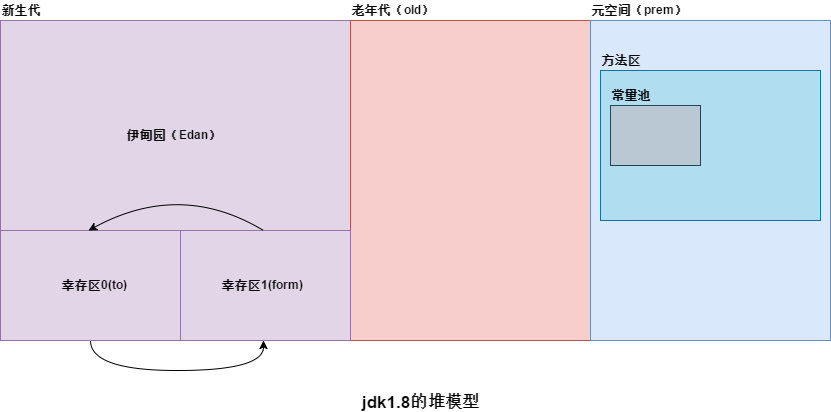 新生代
老年代（old）
元空间（prem）
方法区
常量池
伊甸园（Edan）
幸存区0(to)
幸存区1(form)
jdk1.8的堆模型